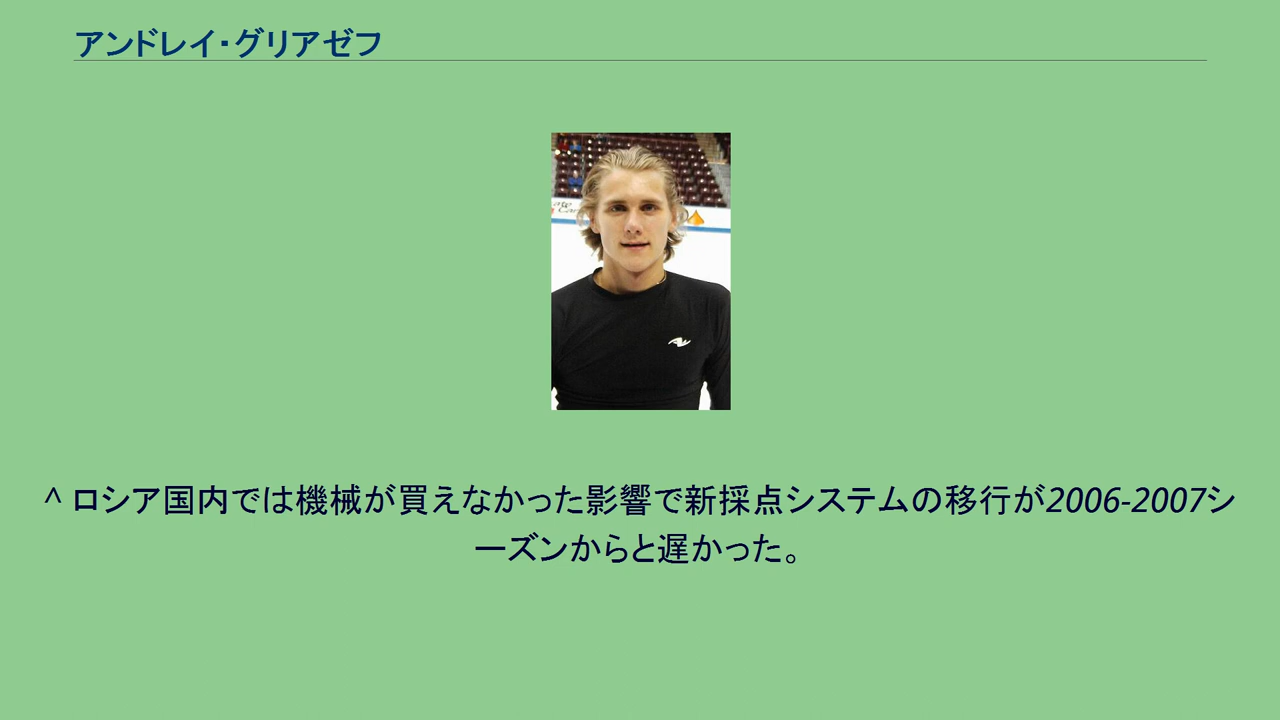 アンドレイ・グリアゼフ
^ ロシア国内では機械が買えなかった影響で新採点システムの移行が2006-2007シ
ーズンからと遅かった。